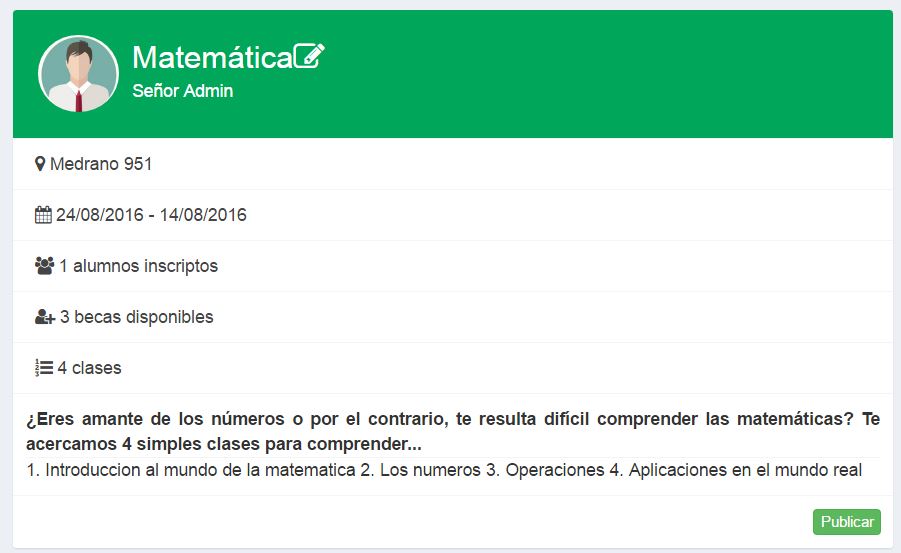 Matemática
Señor Admin
Medrano 951
24/08/2016 - 14/08/2016
1 alumnos inscriptos
3 becas disponibles
4 clases
¿Eres amante de los números o por el contrario, te resulta difícil comprender las matemáticas? Te
acercamos 4 simples clases para comprender...
1. Introduccion al mundo de la matematica 2. Los numeros 3. Operaciones 4. Aplicaciones en el mundo real
Publicar